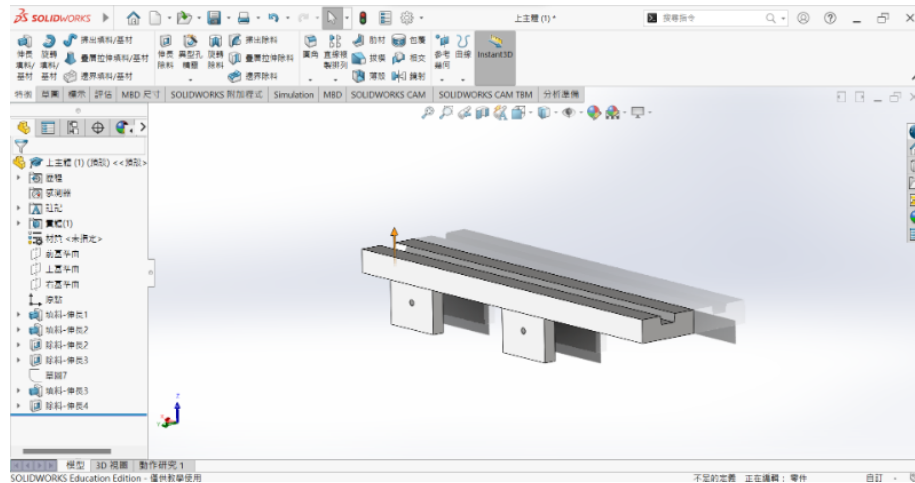 SOLIDWORKS
上主體 (1) *
搜尋指令
掃出填料/基材
疊層拉伸填料/基材
邊界填料/基材
伸長填料/基材
旋轉填料/基材
伸長除料
異型孔精靈
旋轉除料
掃出除料
疊層拉伸除料
邊界除料
圓角
直線複製排列
肋材
拔模
薄殼
包覆
相交
鏡射
參考幾何
曲線
Instant3D
特徵 草圖 標示 評估 MBD 尺寸 SOLIDWORKS 附加程式 Simulation MBD SOLIDWORKS CAM SOLIDWORKS CAM TBM 分析準備
上主體 (1) (預設) <<預設>
歷程
感測器
註記
實體(1)
材質 <未指定>
前基準面
上基準面
右基準面
原點
填料-伸長1
填料-伸長2
除料-伸長2
除料-伸長3
草圖7
填料-伸長3
除料-伸長4
模型 3D 視圖 動作研究 1
SOLIDWORKS Education Edition - 僅供教學使用
不足的定義 正在編輯: 零件 自訂